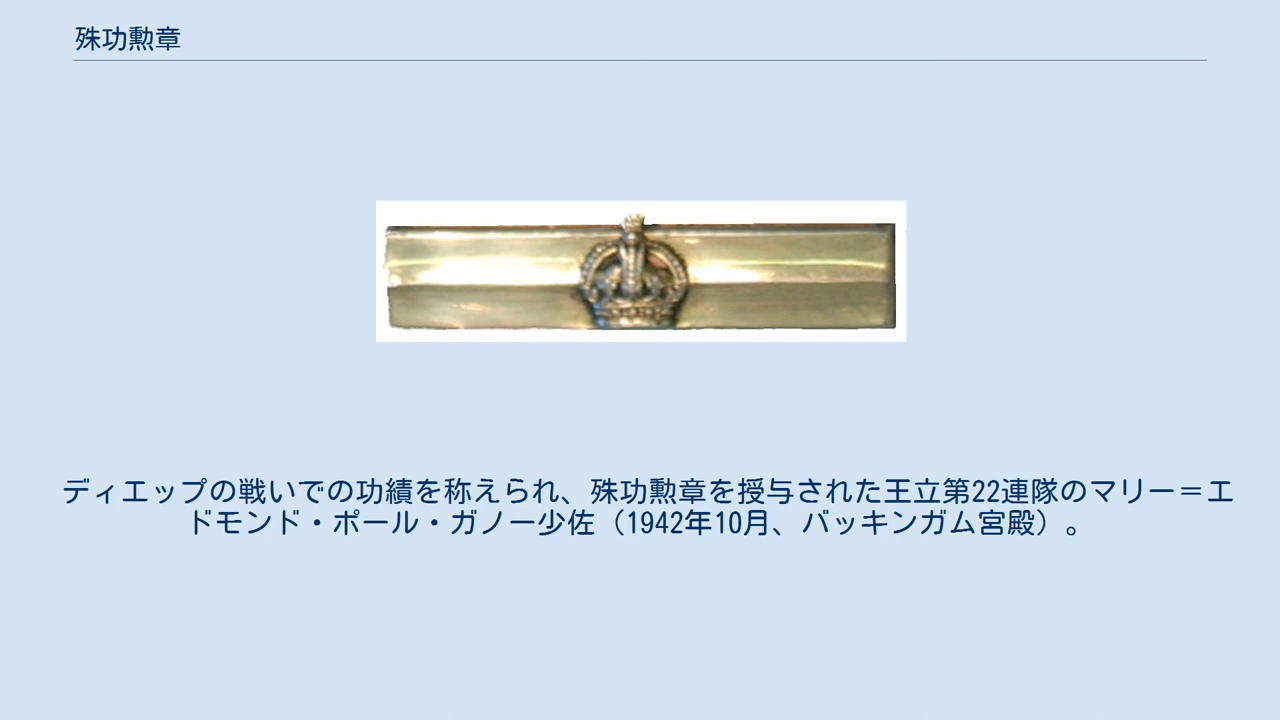 殊功勲章
ディエップの戦いでの功績を称えられ、殊功勲章を授与された王立第22連隊のマリー＝エ
ドモンド・ポール・ガノー少佐（1942年10月、バッキンガム宮殿）。